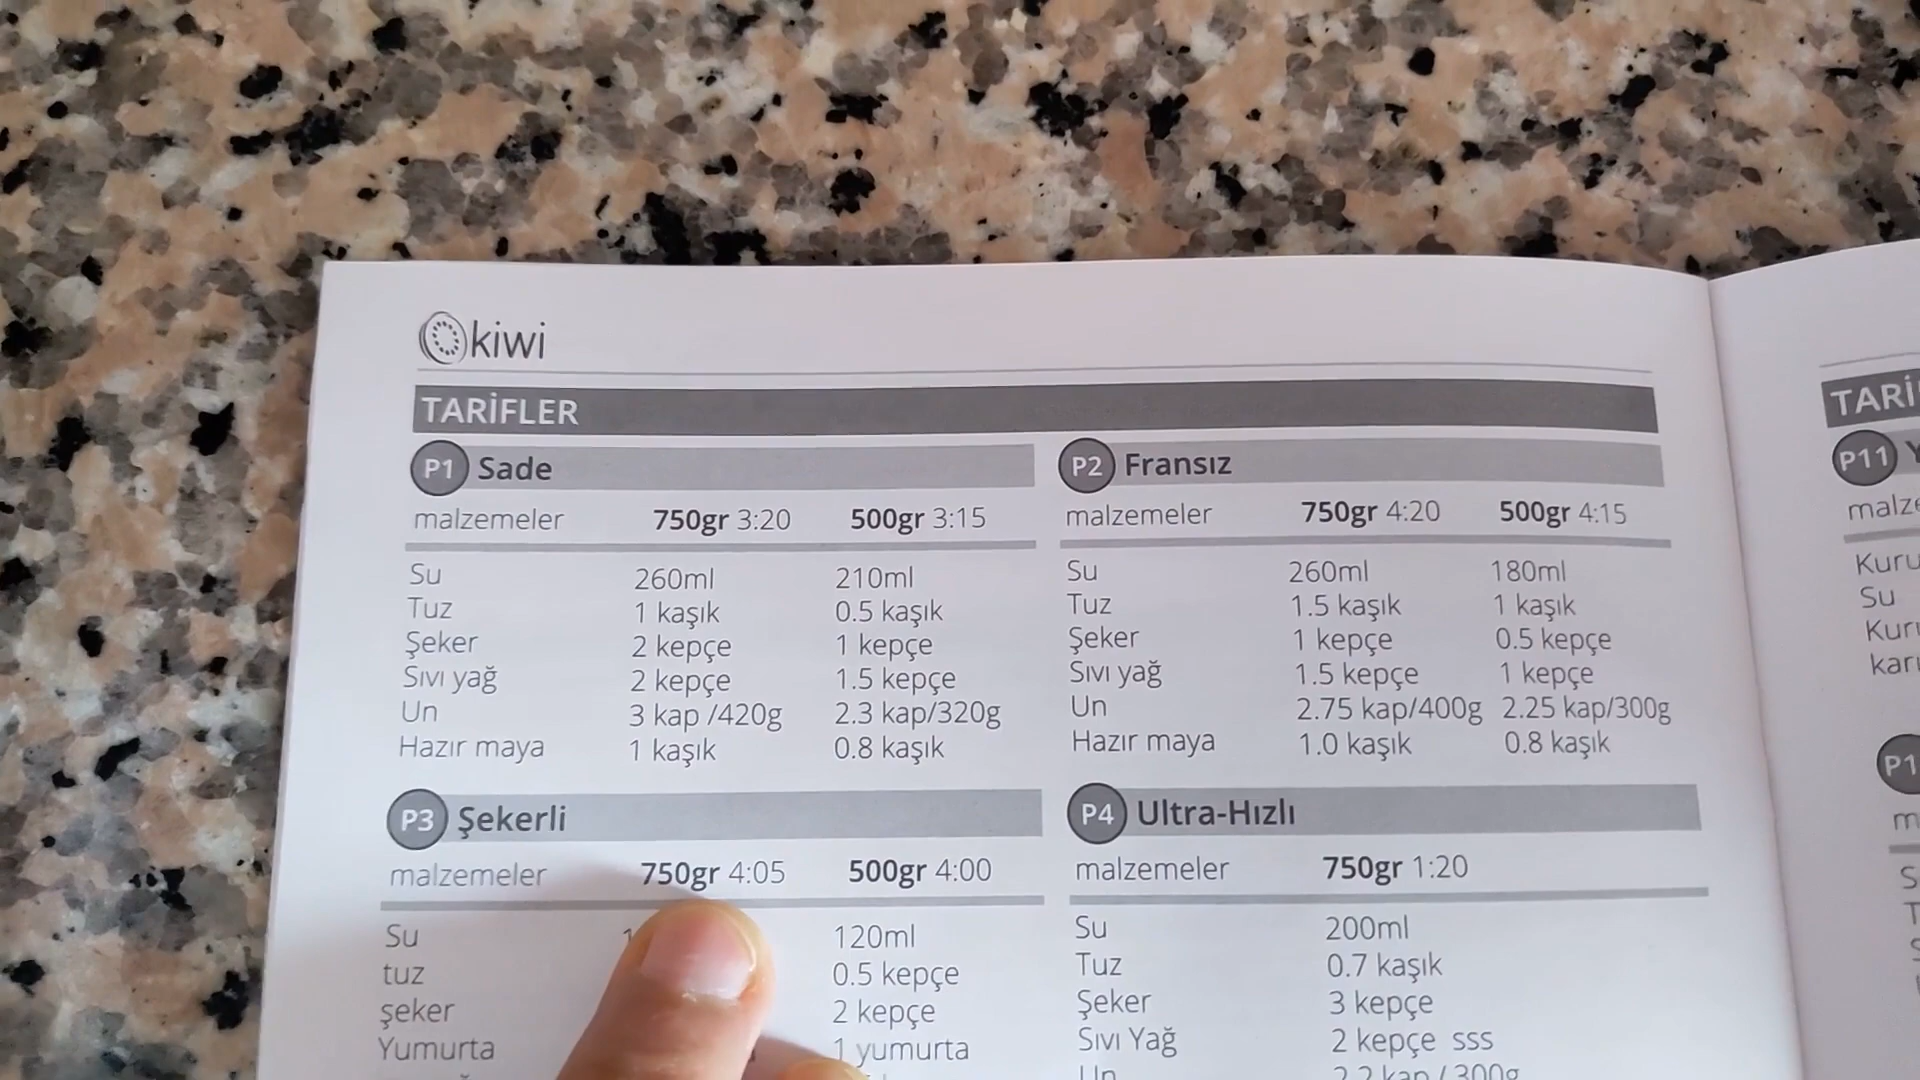 kiwi
TARİFLER
P1 Sade
malzemeler 750gr 3:20 500gr 3:15
Su 260ml 210ml
Tuz 1 kaşık 0.5 kaşık
Şeker 2 kepçe 1 kepçe
Sıvı yağ 2 kepçe 1.5 kepçe
Un 3 kap /420g 2.3 kap/320g
Hazır maya 1 kaşık 0.8 kaşık
P2 Fransız
malzemeler 750gr 4:20 500gr 4:15
Su 260ml 180ml
Tuz 1.5 kaşık 1 kaşık
Şeker 1 kepçe 0.5 kepçe
Sıvı yağ 1.5 kepçe 1 kepçe
Un 2.75 kap/400g 2.25 kap/300g
Hazır maya 1.0 kaşık 0.8 kaşık
P3 Şekerli
malzemeler 750gr 4:05 500gr 4:00
Su 120ml
tuz 0.5 kepçe
şeker 2 kepçe
Yumurta 1 yumurta
P4 Ultra-Hızlı
malzemeler 750gr 1:20
Su 200ml
Tuz 0.7 kaşık
Şeker 3 kepçe
Sıvı Yağ 2 kepçe sss
Un 2.2 kap / 300g
P11
Su